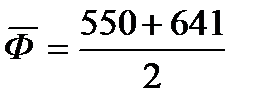 Φ̅ = (550 + 641) / 2